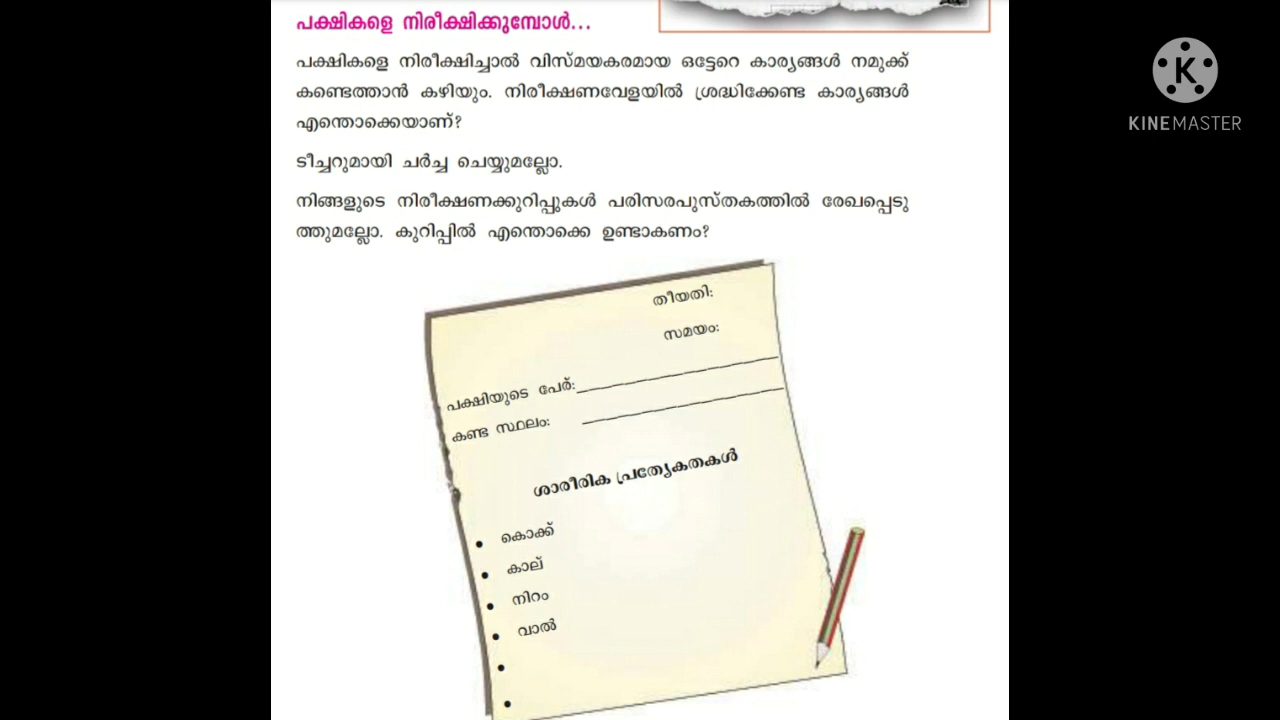 പക്ഷികളെ നിരീക്ഷിക്കുമ്പോൾ...
പക്ഷികളെ നിരീക്ഷിച്ചാൽ വിസ്മയകരമായ ഒട്ടേറെ കാര്യങ്ങൾ നമുക്ക്
കണ്ടെത്താൻ കഴിയും. നിരീക്ഷണവേളയിൽ ശ്രദ്ധിക്കേണ്ട കാര്യങ്ങൾ
എന്തൊക്കെയാണ്?
ടീച്ചറുമായി ചർച്ച ചെയ്യുമല്ലോ.
നിങ്ങളുടെ നിരീക്ഷണക്കുറിപ്പുകൾ പരിസരപുസ്തകത്തിൽ രേഖപ്പെടു
ത്തുമല്ലോ. കുറിപ്പിൽ എന്തൊക്കെ ഉണ്ടാകണം?
തീയതി:
സമയം:
പക്ഷിയുടെ പേര്:
കണ്ട സ്ഥലം:
ശാരീരിക പ്രത്യേകതകൾ
• കൊക്ക്
• കാല്
• നിറം
• വാൽ
•
•
K
KINEMASTER